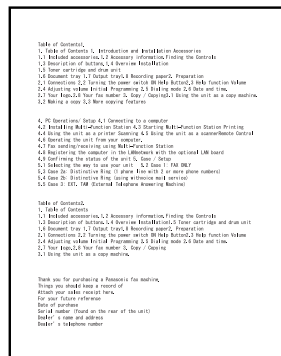 Table of Contents1.
1. Table of Contents 1. Introduction and Installation Accessories
1.1 Included accessories.1.2 Accessory information.Finding the Controls
1.3 Description of buttons.1.4 Overview Installation
1.5 Toner cartridge and drum unit
1.6 Document tray 1.7 Output tray1.8 Recording paper2. Preparation
2.1 Connections 2.2 Turning the power switch ON Help Button2.3 Help function Volume
2.4 Adjusting volume Initial Programming 2.5 Dialing mode 2.6 Date and time.
2.7 Your logo.2.8 Your fax number 3. Copy / Copying3.1 Using the unit as a copy machine.
3.2 Making a copy 3.3 More copying features
4. PC Operations/ Setup 4.1 Connecting to a computer
4.2 Installing Multi-Function Station 4.3 Starting Multi-Function Station Printing
4.4 Using the unit as a printer Scanning 4.5 Using the unit as a scannerRemote Control
4.6 Operating the unit from your computer.
4.7 Fax sending/receiving using Multi-Function Station
4.8 Registering the computer in the LANetwork with the optional LAN board
4.9 Confirming the status of the unit 5. Case / Setup
5.1 Selecting the way to use your unit  5.2 Case 1: FAX ONLY
5.3 Case 2a: Distinctive Ring (1 phone line with 2 or more phone numbers)
5.4 Case 2b: Distinctive Ring (using withvoice mail service)
5.5 Case 3: EXT. TAM (External Telephone Answering Machine)
Table of Contents2.
1. Table of Contents
1.1 Included accessories.1.2 Accessory information.Finding the Controls
1.3 Description of buttons.1.4 Overview Installation1.5 Toner cartridge and drum unit
1.6 Document tray 1.7 Output tray1.8 Recording paper2. Preparation
2.1 Connections 2.2 Turning the power switch ON Help Button2.3 Help function Volume
2.4 Adjusting volume Initial Programming 2.5 Dialing mode 2.6 Date and time.
2.7 Your logo.2.8 Your fax number 3. Copy / Copying
3.1 Using the unit as a copy machine.
Thank you for purchasing a Panasonic fax machine.
Things you should keep a record of
Attach your sales receipt here.
For your future reference
Date of purchase
Serial number (found on the rear of the unit)
Dealer's name and address
Dealer's telephone number